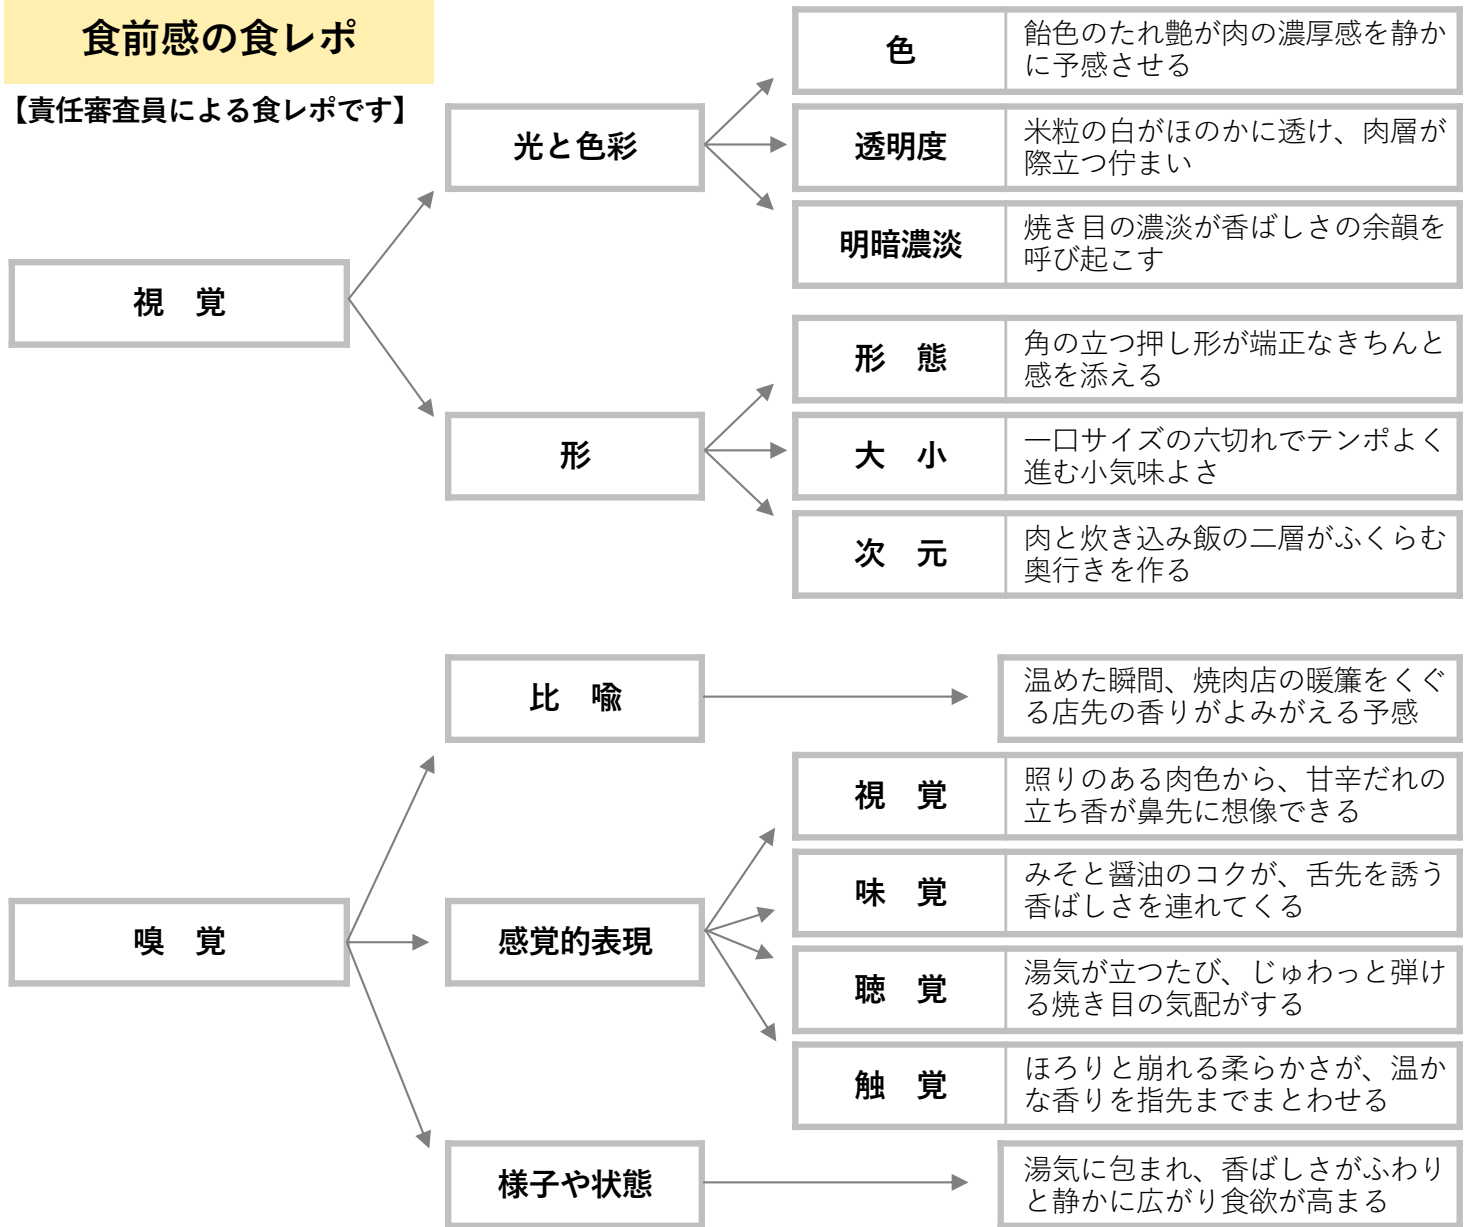 食前感の食レポ
【責任審査員による食レポです】
視　覚
光と色彩
色
飴色のたれ艶が肉の濃厚感を静か
に予感させる
透明度
米粒の白がほのかに透け、肉層が
際立つ佇まい
明暗濃淡
焼き目の濃淡が香ばしさの余韻を
呼び起こす
形
形　態
角の立つ押し形が端正なきちんと
感を添える
大　小
一口サイズの六切れでテンポよく
進む小気味よさ
次　元
肉と炊き込み飯の二層がふくらむ
奥行きを作る
嗅　覚
比　喩
温めた瞬間、焼肉店の暖簾をくぐ
る店先の香りがよみがえる予感
感覚的表現
視　覚
照りのある肉色から、甘辛だれの
立ち香が鼻先に想像できる
味　覚
みそと醤油のコクが、舌先を誘う
香ばしさを連れてくる
聴　覚
湯気が立つたび、じゅわっと弾け
る焼き目の気配がする
触　覚
ほろりと崩れる柔らかさが、温か
な香りを指先までまとわせる
様子や状態
湯気に包まれ、香ばしさがふわり
と静かに広がり食欲が高まる